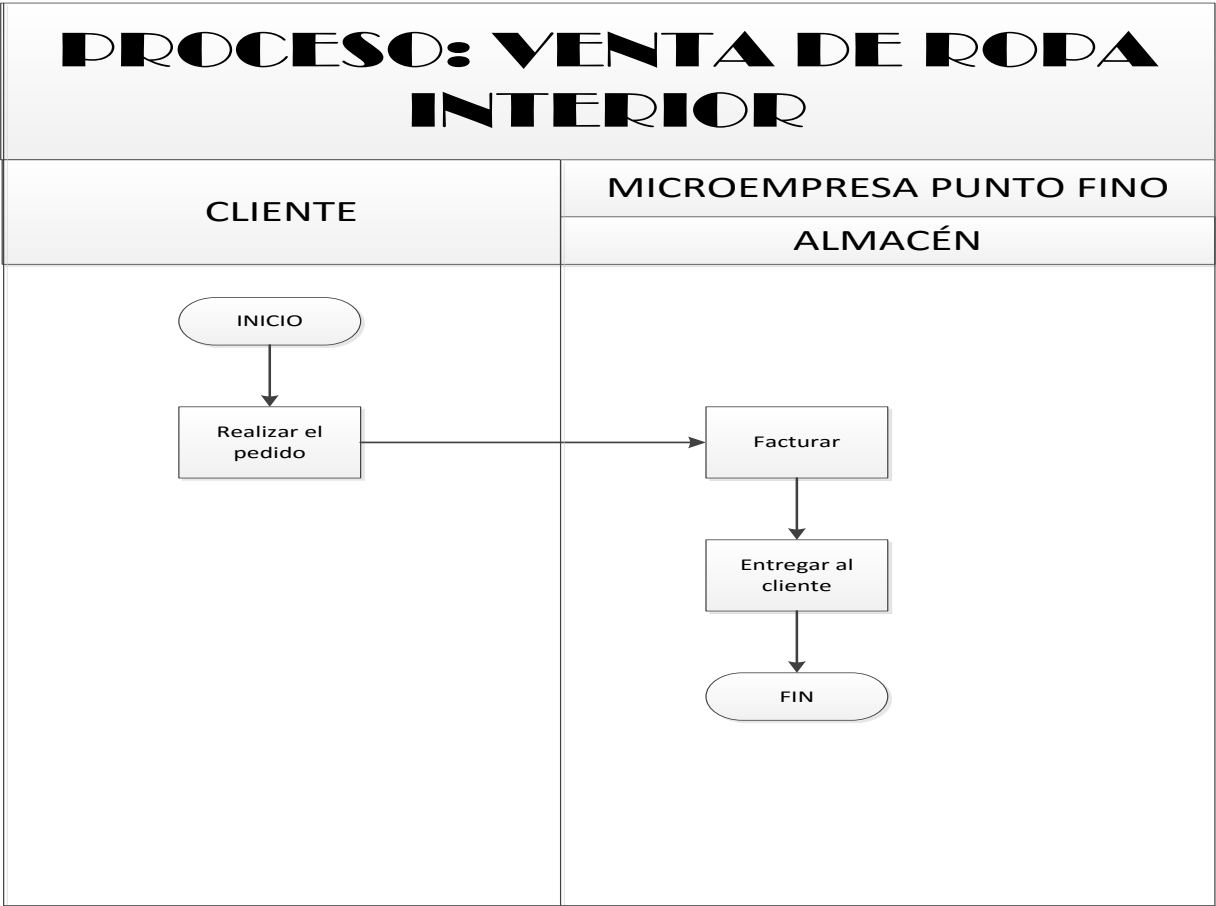 PROCESO: VENTA DE ROPA
INTERIOR
CLIENTE
MICROEMPRESA PUNTO FINO
ALMACÉN
INICIO
Realizar el
pedido
Facturar
Entregar al
cliente
FIN